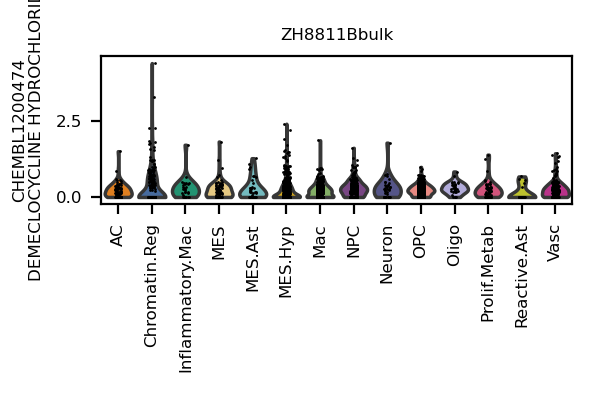 ZH8811Bbulk
CHEMBL1200474
DEMECLOCYCLINE
2.5
0.0
AC
Chromatin.Reg
Inflammatory.Mac
MES
MES.Ast
MES.Hyp
Mac
NPC
Neuron
OPC
Oligo
Prolif.Metab
Reactive.Ast
Vasc